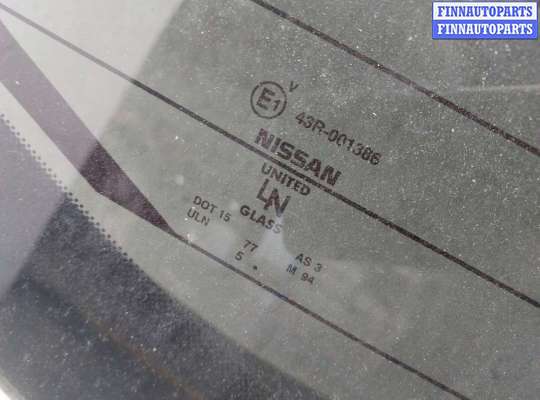 FINNAUTOPARTS
FINNAUTOPARTS
E1 V
43R-001386
NISSAN
UNITED
LN
GLASS
DOT 15 77 AS 3
ULN 5 • M 94